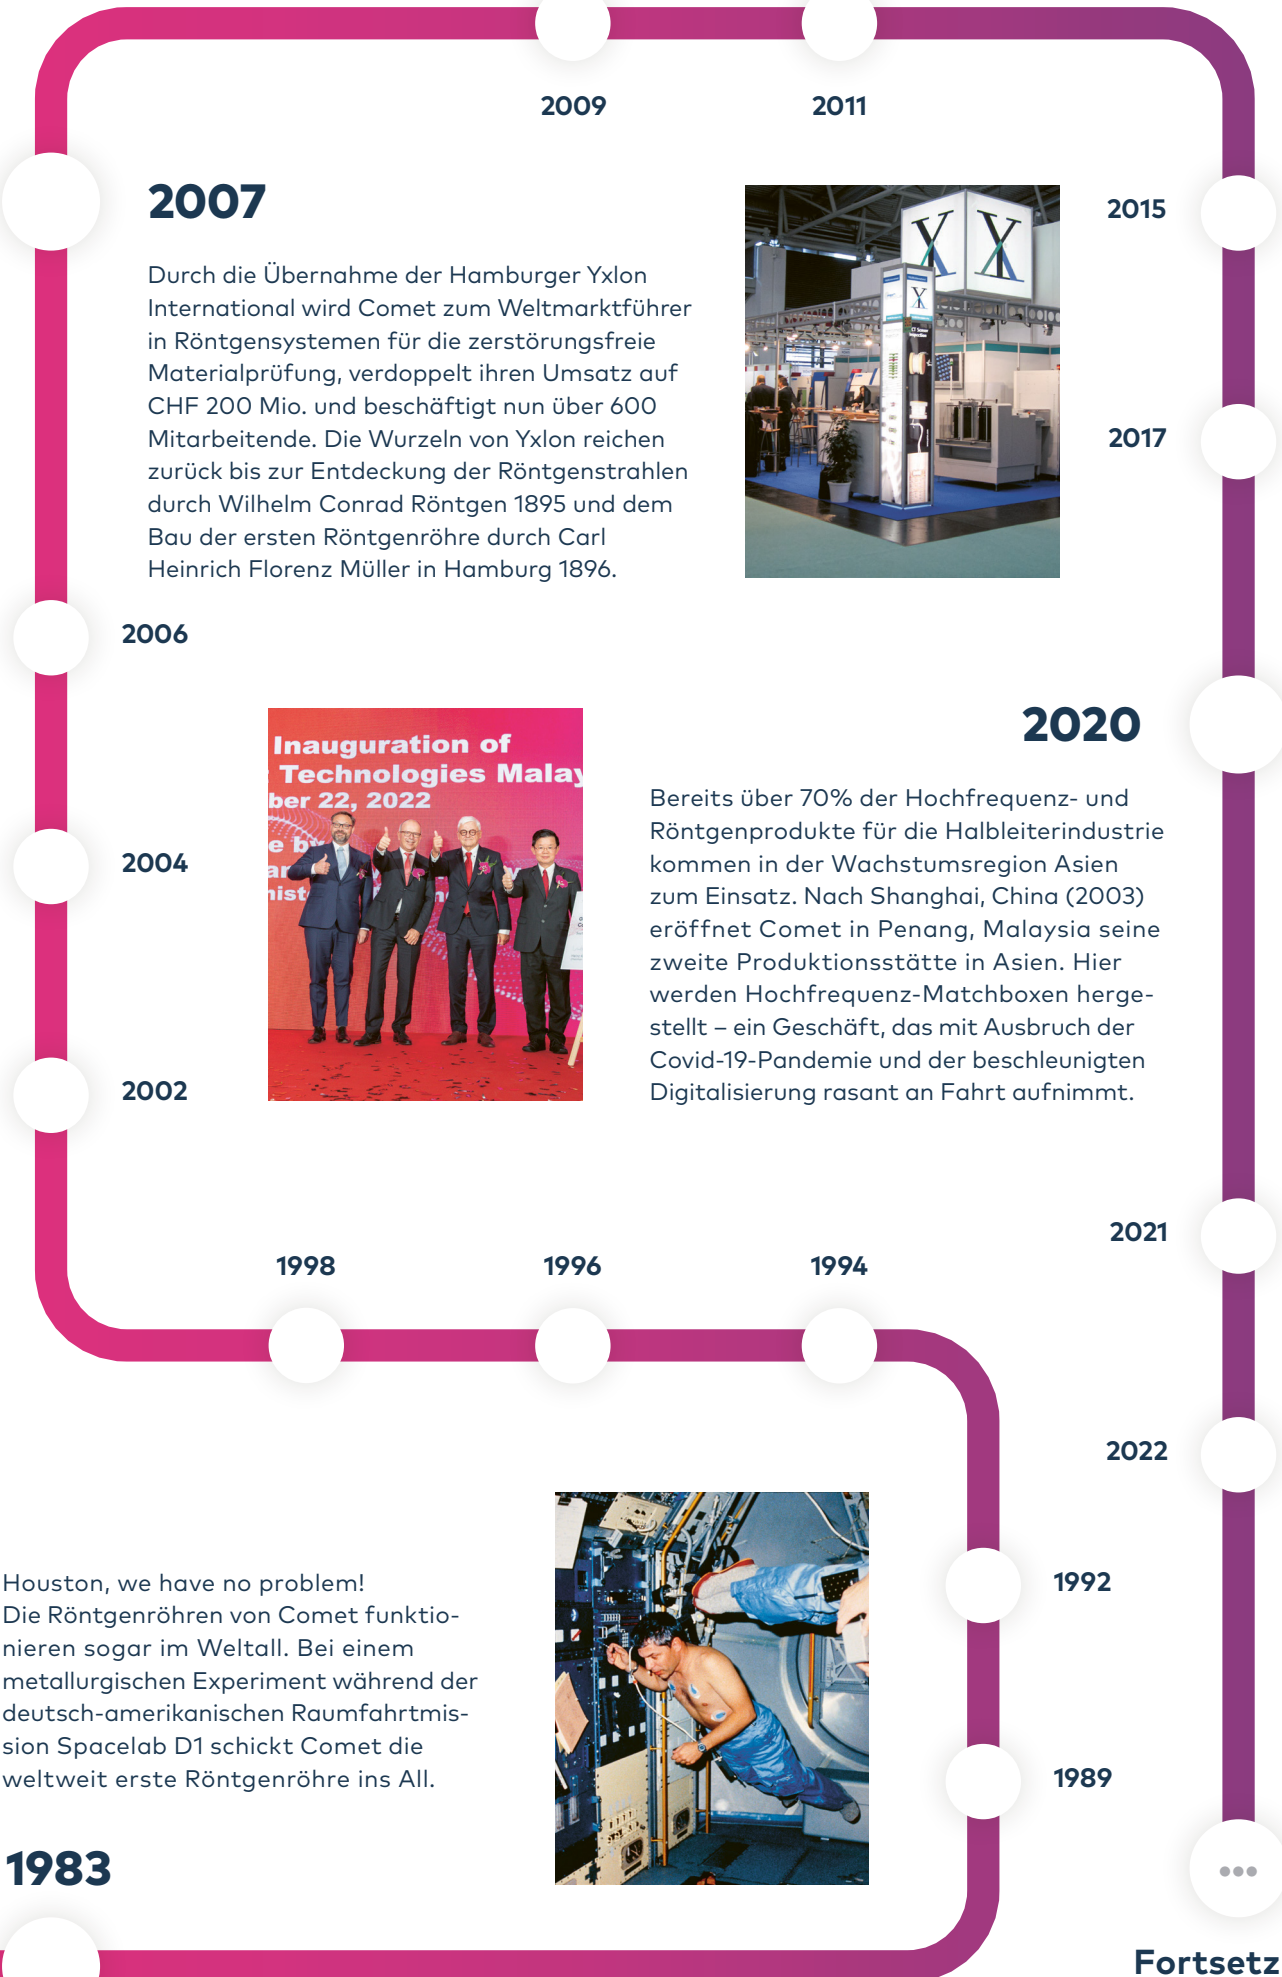 2009
2011
2007
Durch die Übernahme der Hamburger Yxlon
International wird Comet zum Weltmarktführer
in Röntgensystemen für die zerstörungsfreie
Materialprüfung, verdoppelt ihren Umsatz auf
CHF 200 Mio. und beschäftigt nun über 600
Mitarbeitende. Die Wurzeln von Yxlon reichen
zurück bis zur Entdeckung der Röntgenstrahlen
durch Wilhelm Conrad Röntgen 1895 und dem
Bau der ersten Röntgenröhre durch Carl
Heinrich Florenz Müller in Hamburg 1896.
X X
X
2015
2017
2006
2004
2002
Inauguration of
Technologies Malay
ber 22, 2022
e by
2020
Bereits über 70% der Hochfrequenz- und
Röntgenprodukte für die Halbleiterindustrie
kommen in der Wachstumsregion Asien
zum Einsatz. Nach Shanghai, China (2003)
eröffnet Comet in Penang, Malaysia seine
zweite Produktionsstätte in Asien. Hier
werden Hochfrequenz-Matchboxen herge-
stellt – ein Geschäft, das mit Ausbruch der
Covid-19-Pandemie und der beschleunigten
Digitalisierung rasant an Fahrt aufnimmt.
2021
1998
1996
1994
2022
1992
1989
Houston, we have no problem!
Die Röntgenröhren von Comet funktio-
nieren sogar im Weltall. Bei einem
metallurgischen Experiment während der
deutsch-amerikanischen Raumfahrtmis-
sion Spacelab D1 schickt Comet die
weltweit erste Röntgenröhre ins All.
1983
Fortsetz